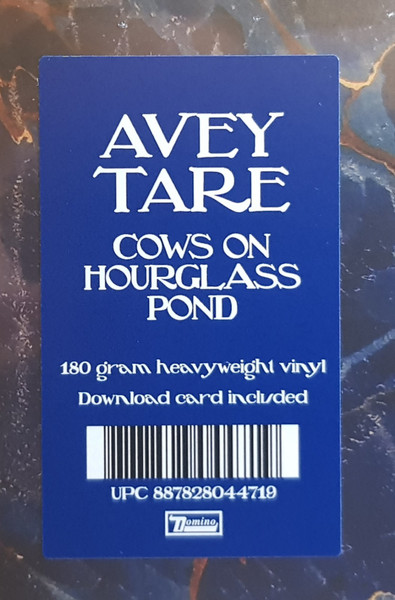 AVEY
TARE
COWS ON
HOURGLASS
POND
180 gram heavyweight vinyl
Download card included
UPC 887828044719
Domino